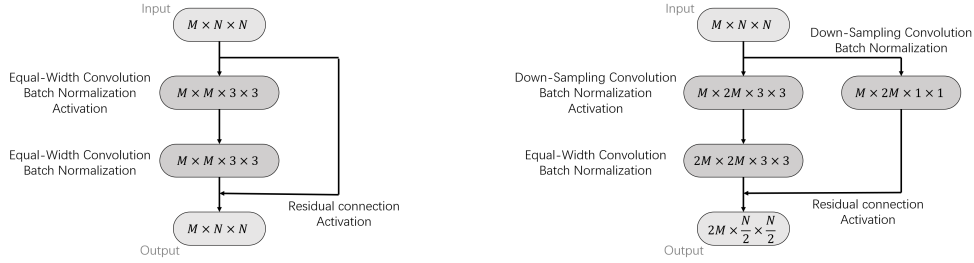 Input
M × N × N
Equal-Width Convolution
Batch Normalization
Activation
M × M × 3 × 3
Equal-Width Convolution
Batch Normalization
M × M × 3 × 3
Residual connection
Activation
M × N × N
Output
Input
M × N × N
Down-Sampling Convolution
Batch Normalization
Down-Sampling Convolution
Batch Normalization
Activation
M × 2M × 3 × 3
M × 2M × 1 × 1
Equal-Width Convolution
Batch Normalization
2M × 2M × 3 × 3
Residual connection
Activation
2M × N/2 × N/2
Output